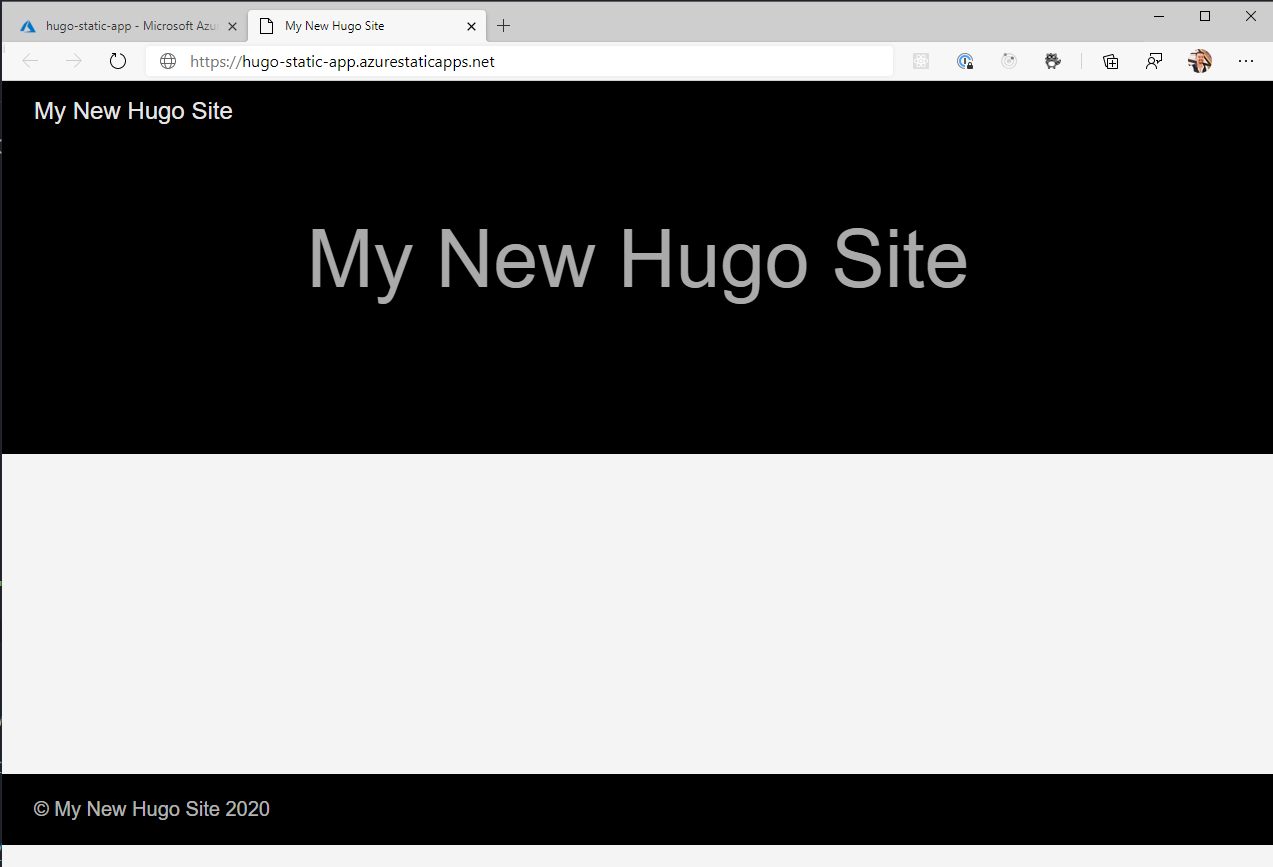 hugo-static-app - Microsoft Azu
My New Hugo Site
https://hugo-static-app.azurestaticapps.net
My New Hugo Site
My New Hugo Site
© My New Hugo Site 2020